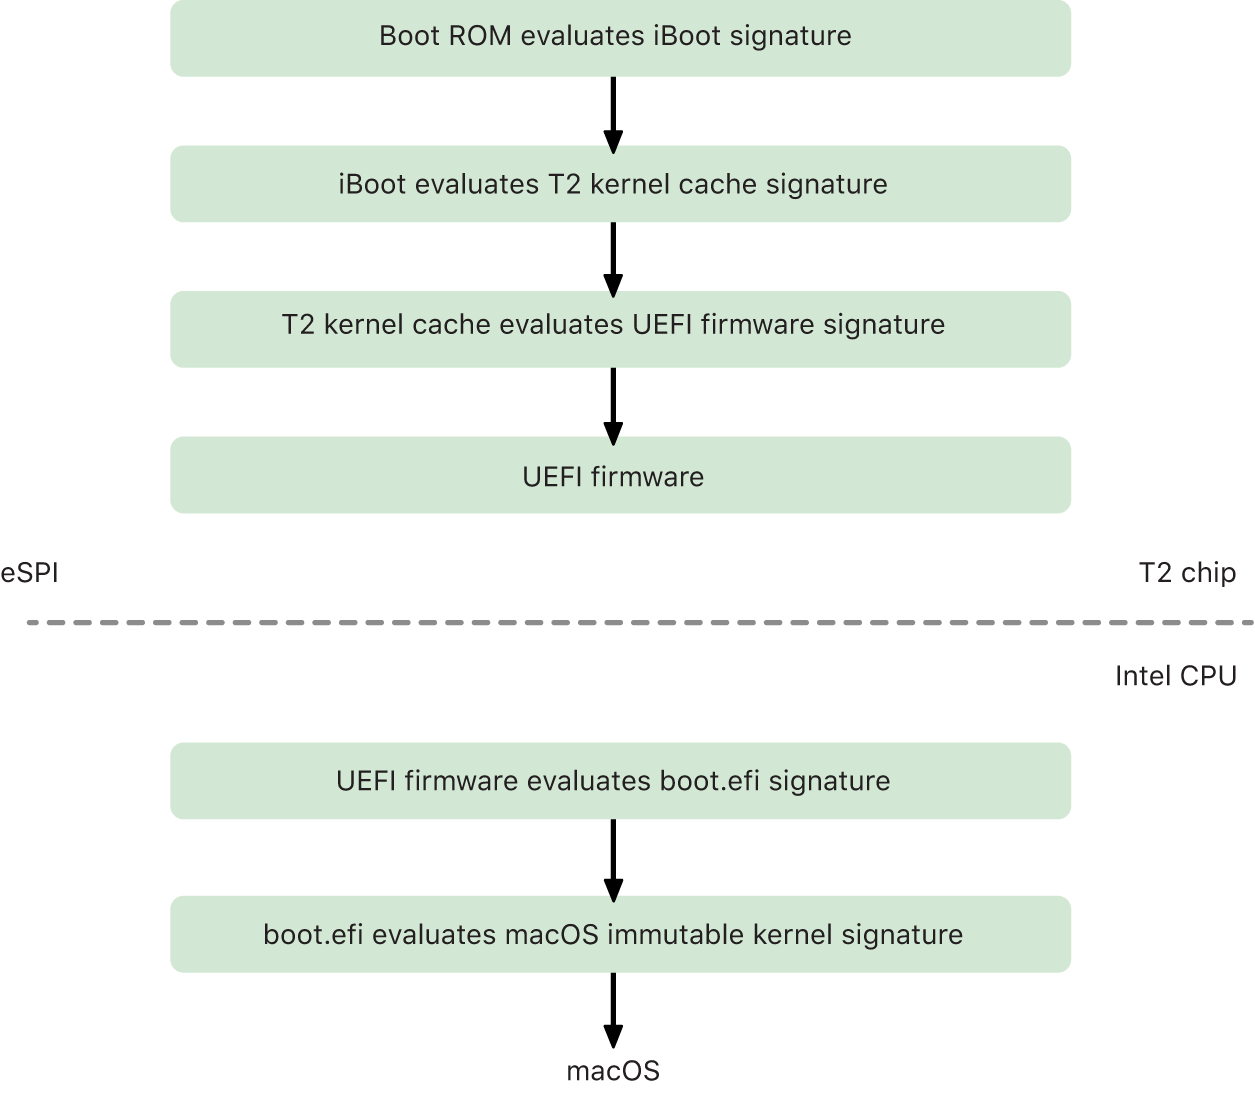 Boot ROM evaluates iBoot signature
iBoot evaluates T2 kernel cache signature
T2 kernel cache evaluates UEFI firmware signature
UEFI firmware
eSPI
T2 chip
Intel CPU
UEFI firmware evaluates boot.efi signature
boot.efi evaluates macOS immutable kernel signature
macOS